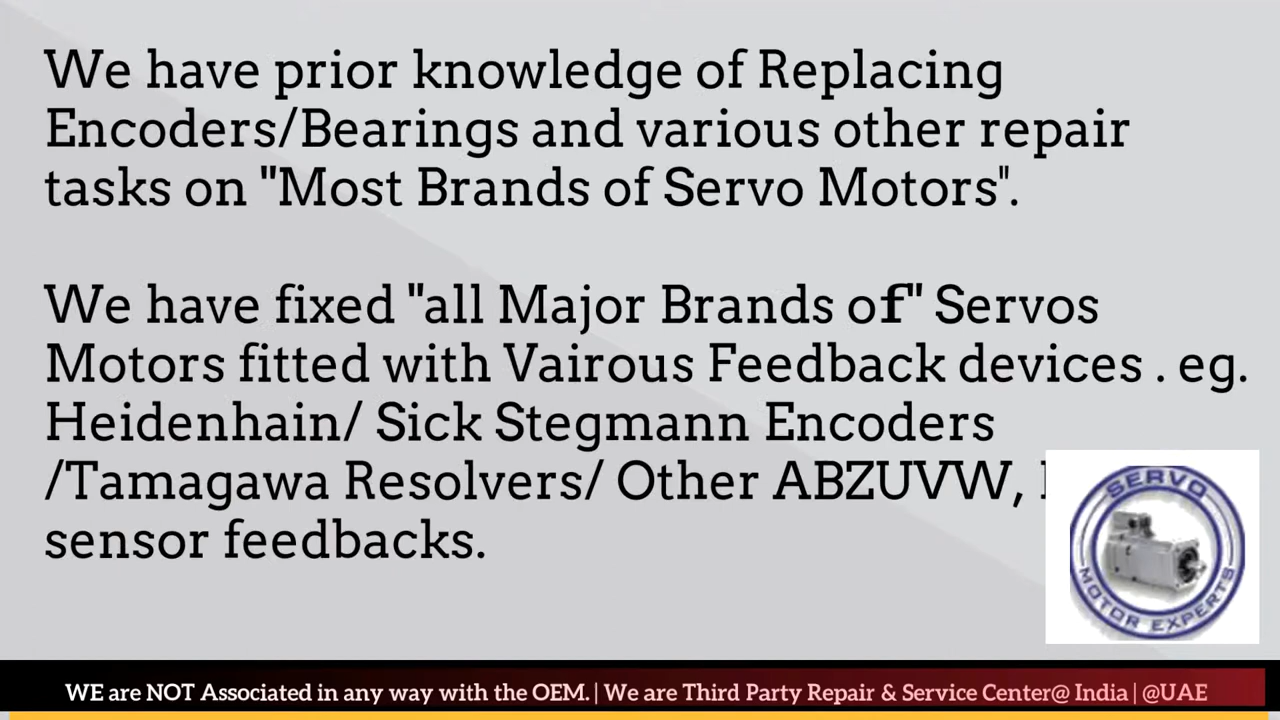 We have prior knowledge of Replacing
Encoders/Bearings and various other repair
tasks on "Most Brands of Servo Motors".
We have fixed "all Major Brands of" Servos
Motors fitted with Vairous Feedback devices . eg.
Heidenhain/ Sick Stegmann Encoders
/Tamagawa Resolvers/ Other ABZUVW,
sensor feedbacks.
SERVO
MOTOR EXPERTS
WE are NOT Associated in any way with the OEM. | We are Third Party Repair & Service Center@ India | @UAE